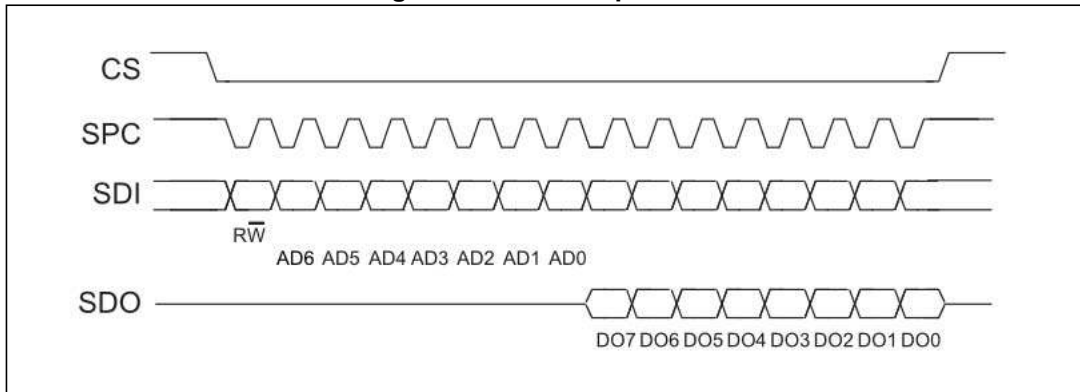 CS
SPC
SDI
RW̅
AD6 AD5 AD4 AD3 AD2 AD1 AD0
SDO
DO7 DO6 DO5 DO4 DO3 DO2 DO1 DO0